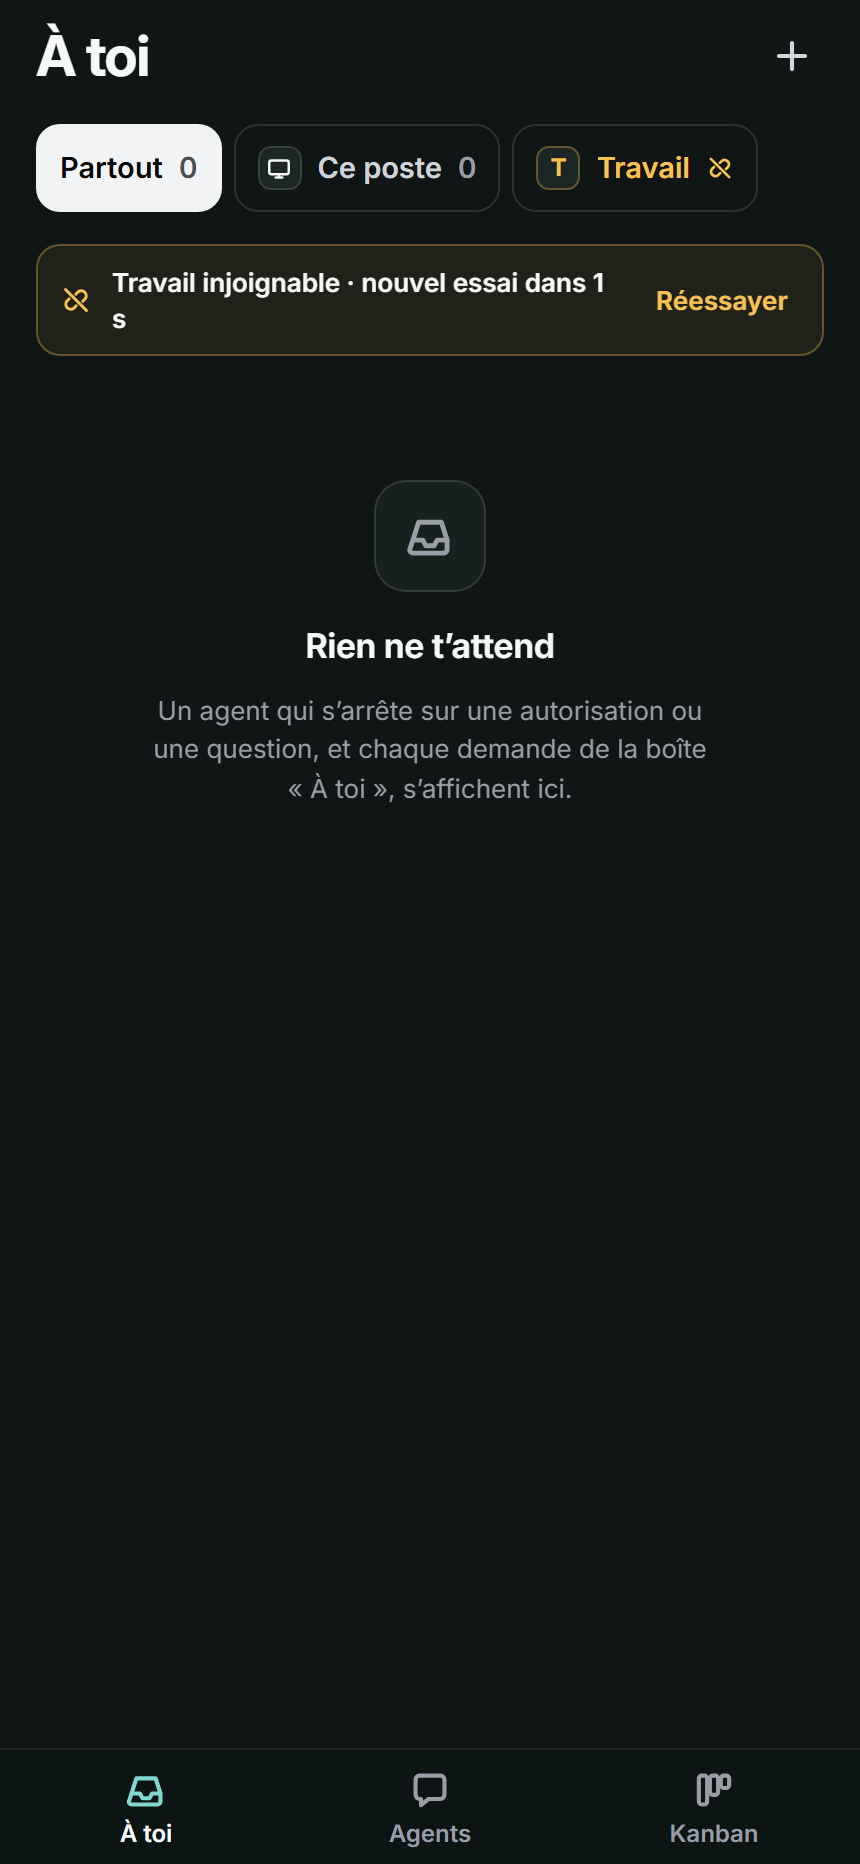 À toi
Partout 0
Ce poste 0
T Travail
Travail injoignable · nouvel essai dans 1
s
Réessayer
Rien ne t’attend
Un agent qui s’arrête sur une autorisation ou
une question, et chaque demande de la boîte
« À toi », s’affichent ici.
À toi
Agents
Kanban